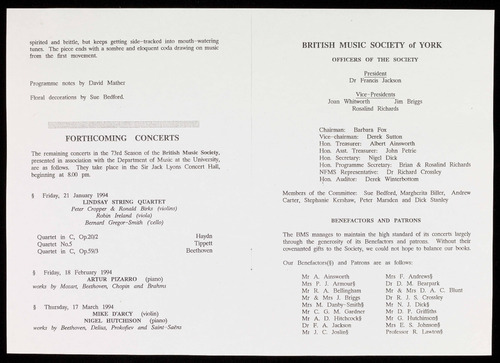 spirited and brittle, but keeps getting side-tracked into mouth-watering
tunes. The piece ends with a sombre and eloquent coda drawing on music
from the first movement.
Programme notes by David Mather
Floral decorations by Sue Bedford.
FORTHCOMING CONCERTS
The remaining concerts in the 73rd Season of the British Music Society,
presented in association with the Department of Music at the University,
are as follows. They take place in the Sir Jack Lyons Concert Hall,
beginning at 8.00 pm.
§ Friday, 21 January 1994
LINDSAY STRING QUARTET
Peter Cropper & Ronald Birks (violins)
Robin Ireland (viola)
Bernard Gregor-Smith ('cello)
Quartet in C, Op.20/2 Haydn
Quartet No.5 Tippett
Quartet in C, Op.59/3 Beethoven
§ Friday, 18 February 1994
ARTUR PIZARRO (piano)
works by Mozart, Beethoven, Chopin and Brahms
§ Thursday, 17 March 1994
MIKE D'ARCY (violin)
NIGEL HUTCHISON (piano)
works by Beethoven, Delius, Prokofiev and Saint-Saëns
BRITISH MUSIC SOCIETY of YORK
OFFICERS OF THE SOCIETY
President
Dr Francis Jackson
Vice-Presidents
Joan Whitworth Jim Briggs
Rosalind Richards
Chairman: Barbara Fox
Vice-chairman: Derek Sutton
Hon. Treasurer: Albert Ainsworth
Hon. Asst. Treasurer: John Petrie
Hon. Secretary: Nigel Dick
Hon. Programme Secretary: Brian & Rosalind Richards
NFMS Representative: Dr Richard Crossley
Hon. Auditor: Derek Winterbottom
Members of the Committee: Sue Bedford, Margherita Biller, Andrew
Carter, Stephanie Kershaw, Peter Marsden and Dick Stanley
BENEFACTORS AND PATRONS
The BMS manages to maintain the high standard of its concerts largely
through the generosity of its Benefactors and patrons. Without their
covenanted gifts to the Society, we could not hope to balance our books.
Our Benefactors(§) and Patrons are as follows:
Mr A. Ainsworth Mrs F. Andrews§
Mrs P. J. Armour§ Dr D. M. Bearpark
Mr R. A. Bellingham Mr & Mrs D. A. C. Blunt
Mr & Mrs J. Briggs Dr R. J. S. Crossley
Mrs M. Danby-Smith§ Mr N. J. Dick§
Mr C. G. M. Gardner Mr D. P. Griffiths
Mr A. D. Hitchcock§ Mr G. Hutchinson§
Dr F. A. Jackson Mrs E. S. Johnson§
Mr J. C. Joslin§ Professor R. Lawton§